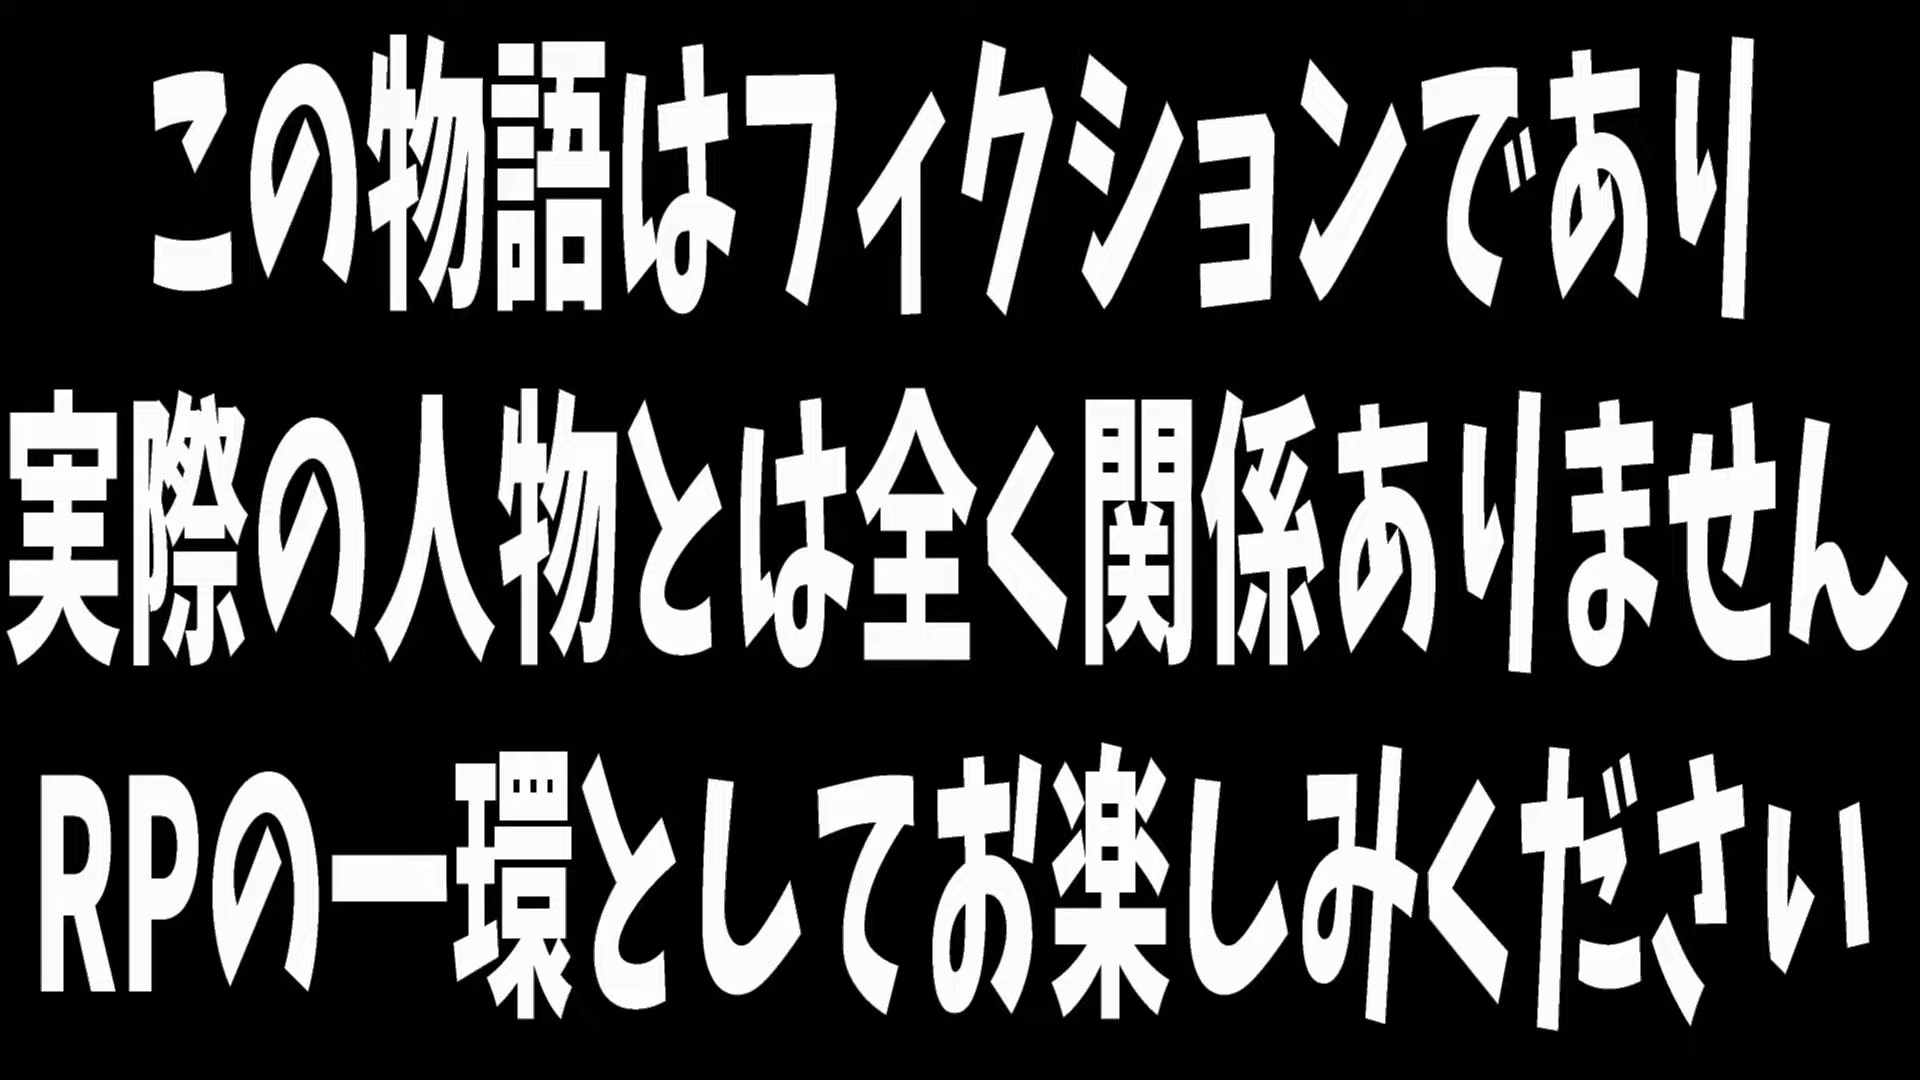 この物語はフィクションであり
実際の人物とは全く関係ありません
RPの一環としてお楽しみください